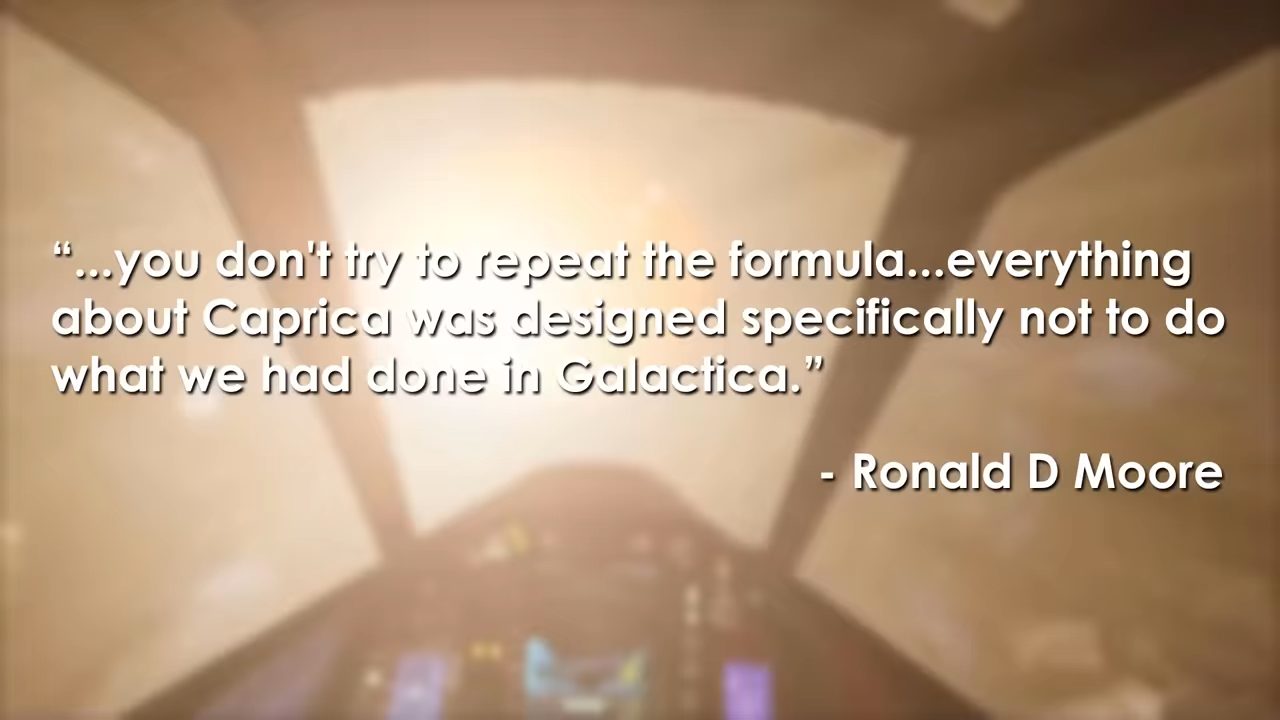 “...you don't try to repeat the formula...everything
about Caprica was designed specifically not to do
what we had done in Galactica.”
- Ronald D Moore